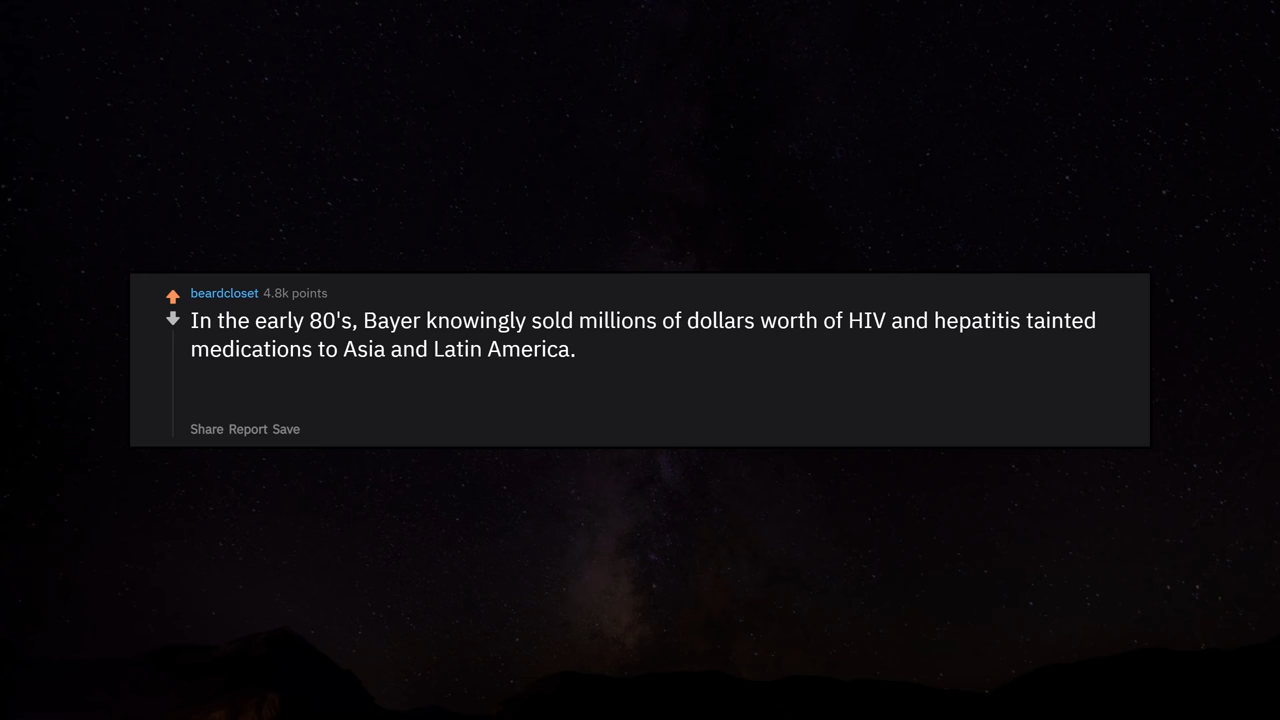 beardcloset 4.8k points
In the early 80's, Bayer knowingly sold millions of dollars worth of HIV and hepatitis tainted
medications to Asia and Latin America.
Share Report Save